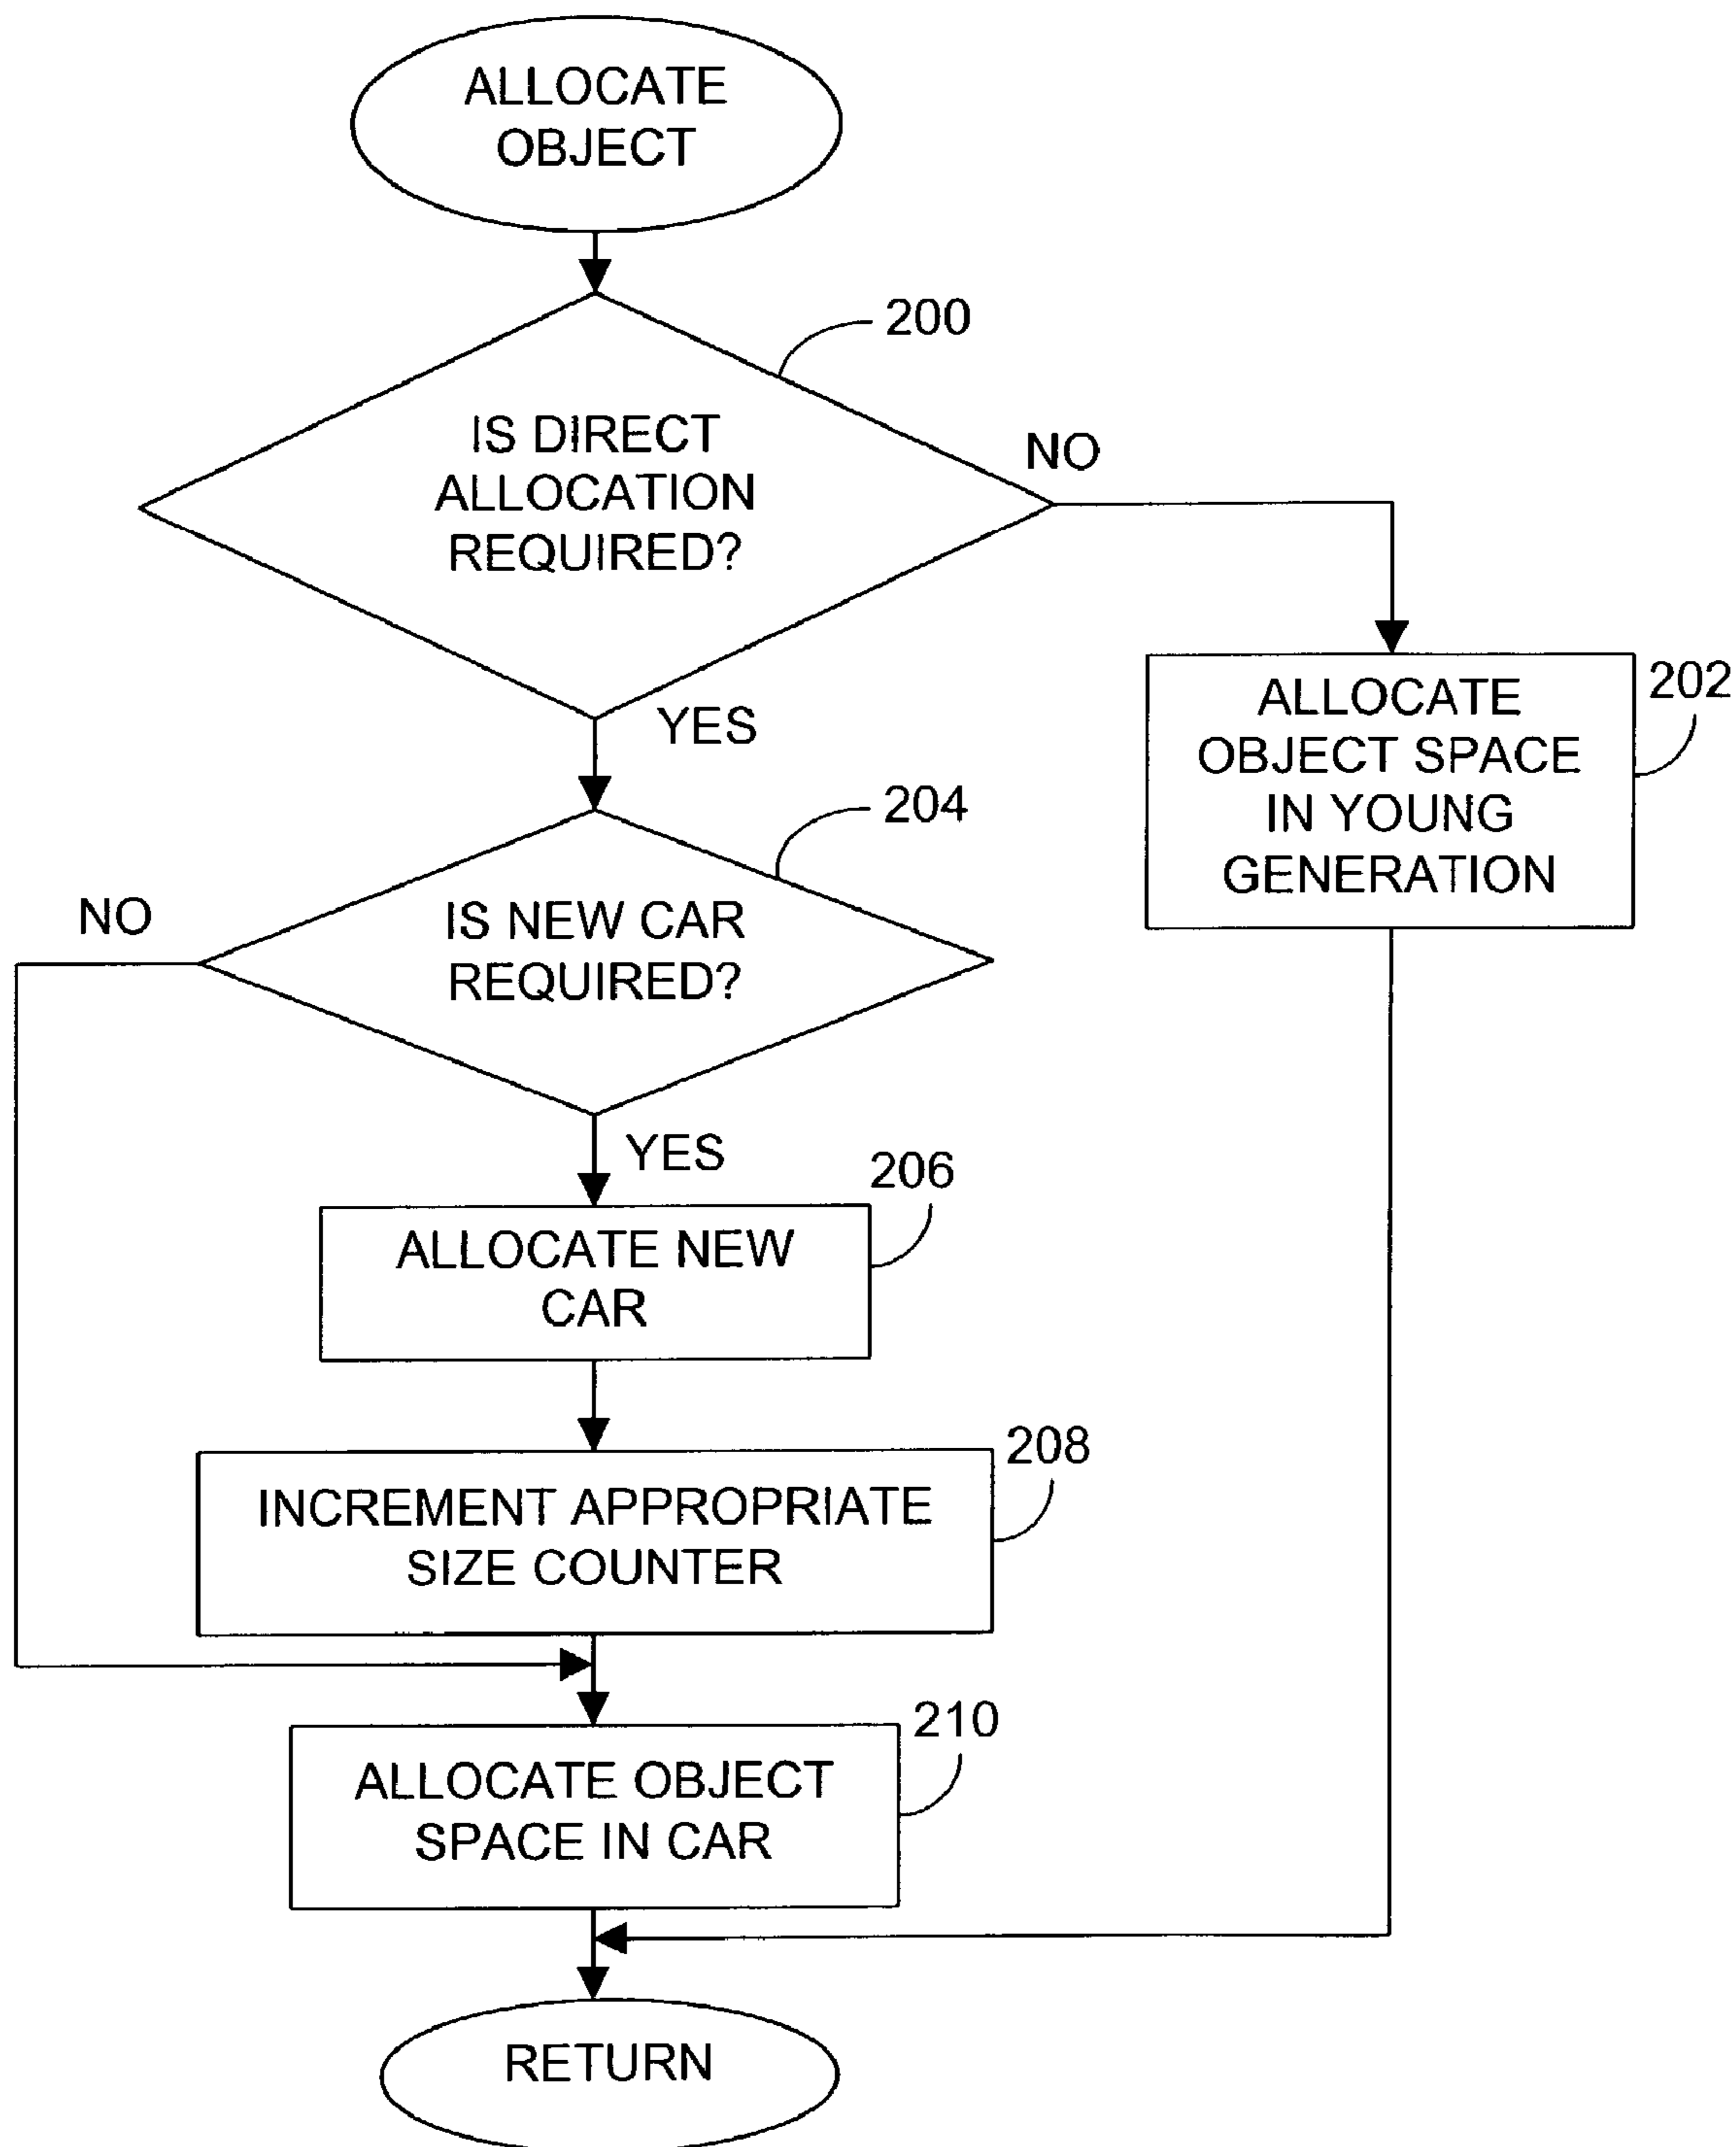 ALLOCATE
OBJECT
200
IS DIRECT
ALLOCATION
REQUIRED?
NO
YES
202
ALLOCATE
OBJECT SPACE
IN YOUNG
GENERATION
204
IS NEW CAR
REQUIRED?
NO
YES
206
ALLOCATE NEW
CAR
208
INCREMENT APPROPRIATE
SIZE COUNTER
210
ALLOCATE OBJECT
SPACE IN CAR
RETURN